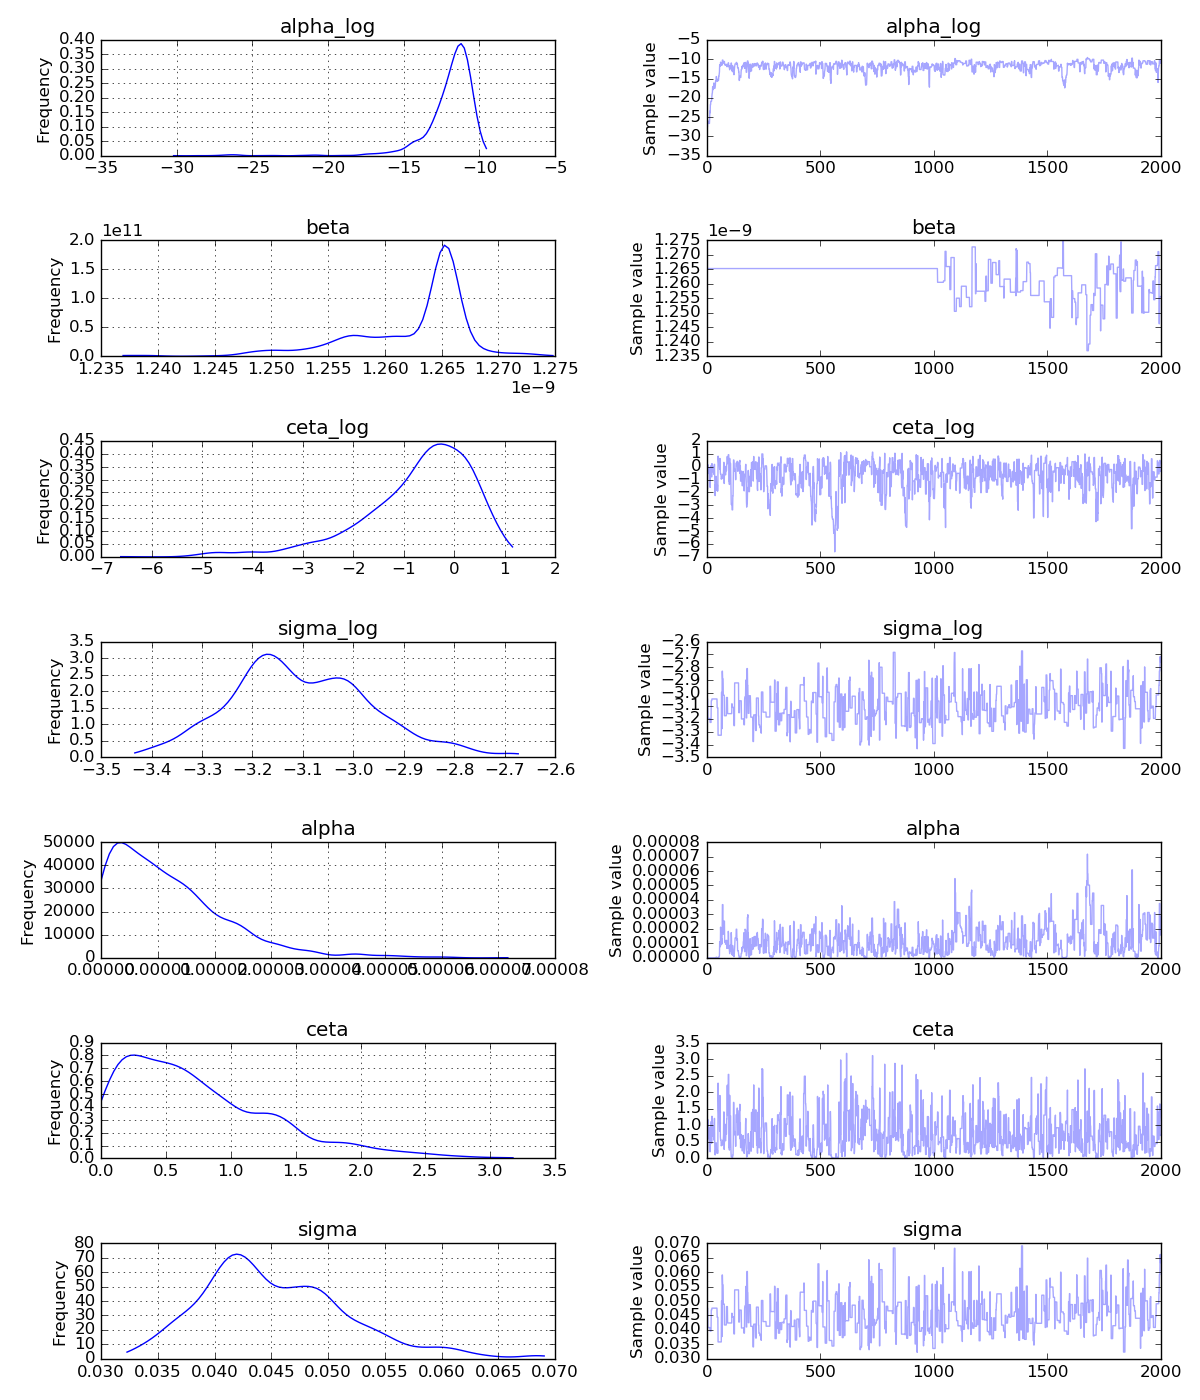 alpha_log
0.40
0.35
0.30
0.25
0.20
0.15
0.10
0.05
0.00
Frequency
−35 −30 −25 −20 −15 −10 −5
alpha_log
−5
−10
−15
−20
−25
−30
−35
Sample value
0 500 1000 1500 2000
beta
1e11
2.0
1.5
1.0
0.5
0.0
Frequency
1.235 1.240 1.245 1.250 1.255 1.260 1.265 1.270 1.275
1e−9
beta
1e−9
1.275
1.270
1.265
1.260
1.255
1.250
1.245
1.240
1.235
Sample value
0 500 1000 1500 2000
ceta_log
0.45
0.40
0.35
0.30
0.25
0.20
0.15
0.10
0.05
0.00
Frequency
−7 −6 −5 −4 −3 −2 −1 0 1 2
ceta_log
2
1
0
−1
−2
−3
−4
−5
−6
−7
Sample value
0 500 1000 1500 2000
sigma_log
3.5
3.0
2.5
2.0
1.5
1.0
0.5
0.0
Frequency
−3.5 −3.4 −3.3 −3.2 −3.1 −3.0 −2.9 −2.8 −2.7 −2.6
sigma_log
−2.6
−2.7
−2.8
−2.9
−3.0
−3.1
−3.2
−3.3
−3.4
−3.5
Sample value
0 500 1000 1500 2000
alpha
50000
40000
30000
20000
10000
0
Frequency
0.00000 0.00001 0.00002 0.00003 0.00004 0.00005 0.00006 0.00007 0.00008
alpha
0.00008
0.00007
0.00006
0.00005
0.00004
0.00003
0.00002
0.00001
0.00000
Sample value
0 500 1000 1500 2000
ceta
0.9
0.8
0.7
0.6
0.5
0.4
0.3
0.2
0.1
0.0
Frequency
0.0 0.5 1.0 1.5 2.0 2.5 3.0 3.5
ceta
3.5
3.0
2.5
2.0
1.5
1.0
0.5
0.0
Sample value
0 500 1000 1500 2000
sigma
80
70
60
50
40
30
20
10
0
Frequency
0.030 0.035 0.040 0.045 0.050 0.055 0.060 0.065 0.070
sigma
0.070
0.065
0.060
0.055
0.050
0.045
0.040
0.035
0.030
Sample value
0 500 1000 1500 2000